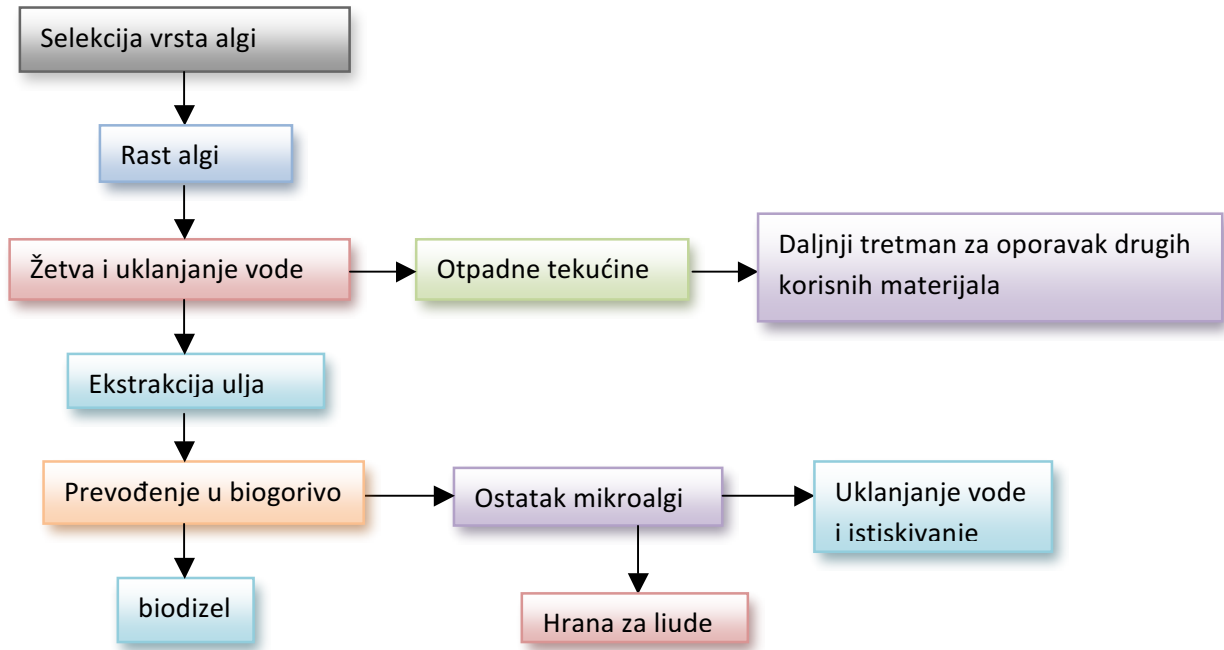 Selekcija vrsta algi
Rast algi
Žetva i uklanjanje vode
Otpadne tekućine
Daljnji tretman za oporavak drugih
korisnih materijala
Ekstrakcija ulja
Prevođenje u biogorivo
Ostatak mikroalgi
Uklanjanje vode
i istiskivanje
biodizel
Hrana za liude